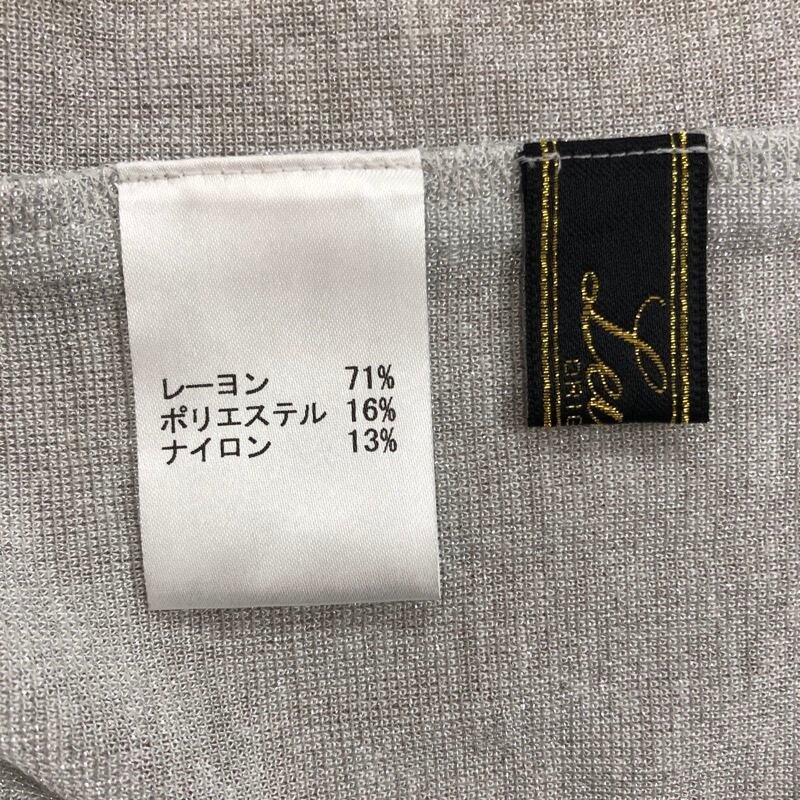 レーヨン 71%
ポリエステル 16%
ナイロン 13%